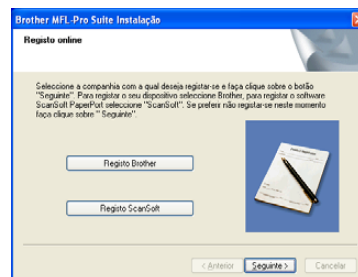 Brother MFL-Pro Suite Instalação
Registo online
Seleccione a companhia com a qual deseja registar-se e faça clique sobre o botão
"Seguinte". Para registar o seu dispositivo seleccione Brother, para registar o software
ScanSoft PaperPort seleccione "ScanSoft". Se preferir não registar-se neste momento
faça clique sobre " Seguinte".
Registo Brother
Registo ScanSoft
< Anterior
Seguinte >
Cancelar